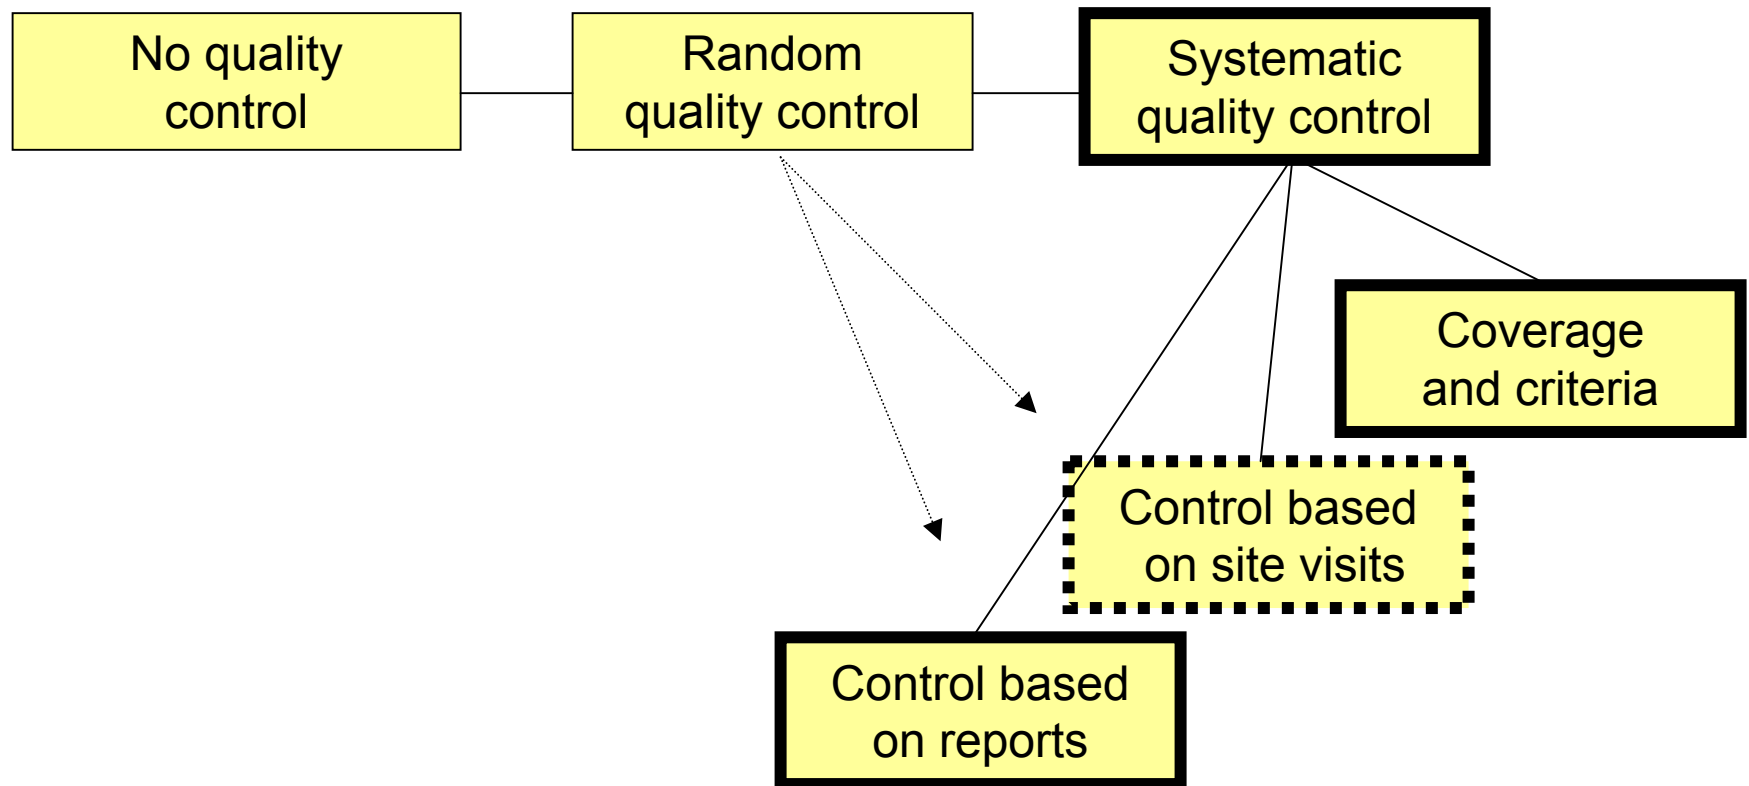 No quality
control
Random
quality control
Systematic
quality control
Coverage
and criteria
Control based
on site visits
Control based
on reports